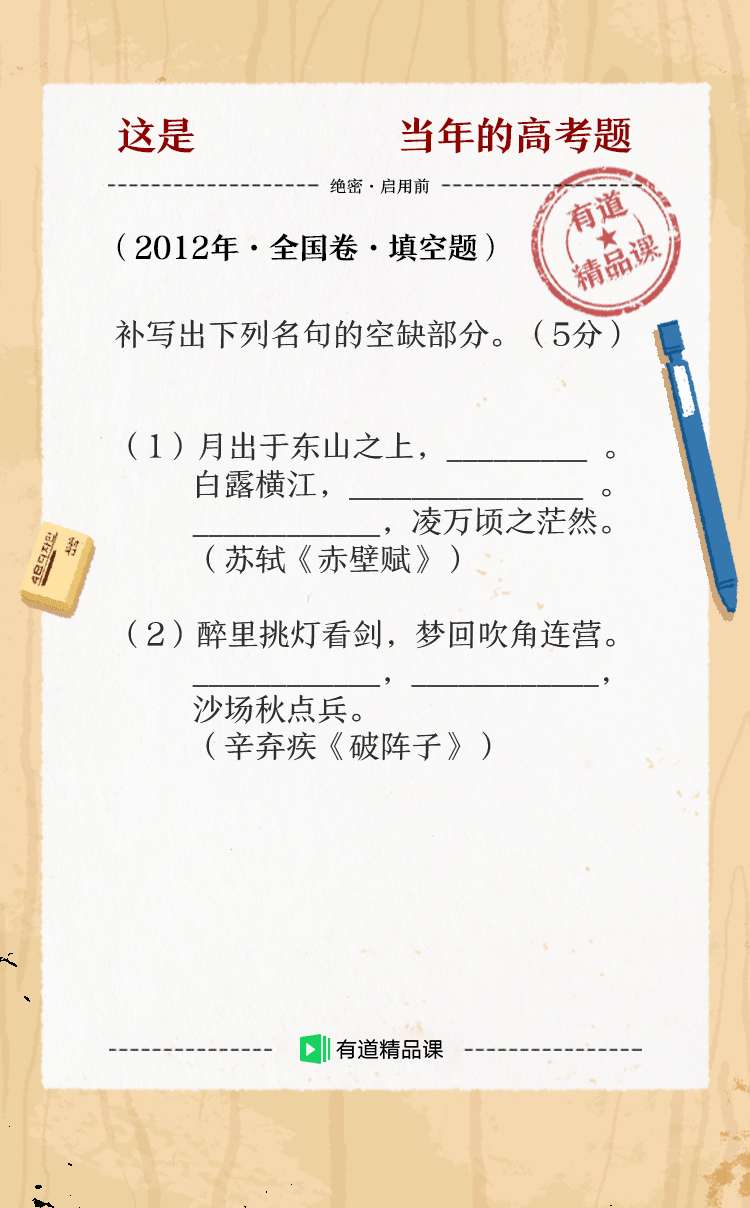 这是 当年的高考题
绝密·启用前
有道
精品课
（2012年·全国卷·填空题）
补写出下列名句的空缺部分。（5分）
（1）月出于东山之上，_________ 。
白露横江，_______________ 。
____________，凌万顷之茫然。
（苏轼《赤壁赋》）
（2）醉里挑灯看剑，梦回吹角连营。
____________，____________，
沙场秋点兵。
（辛弃疾《破阵子》）
有道精品课